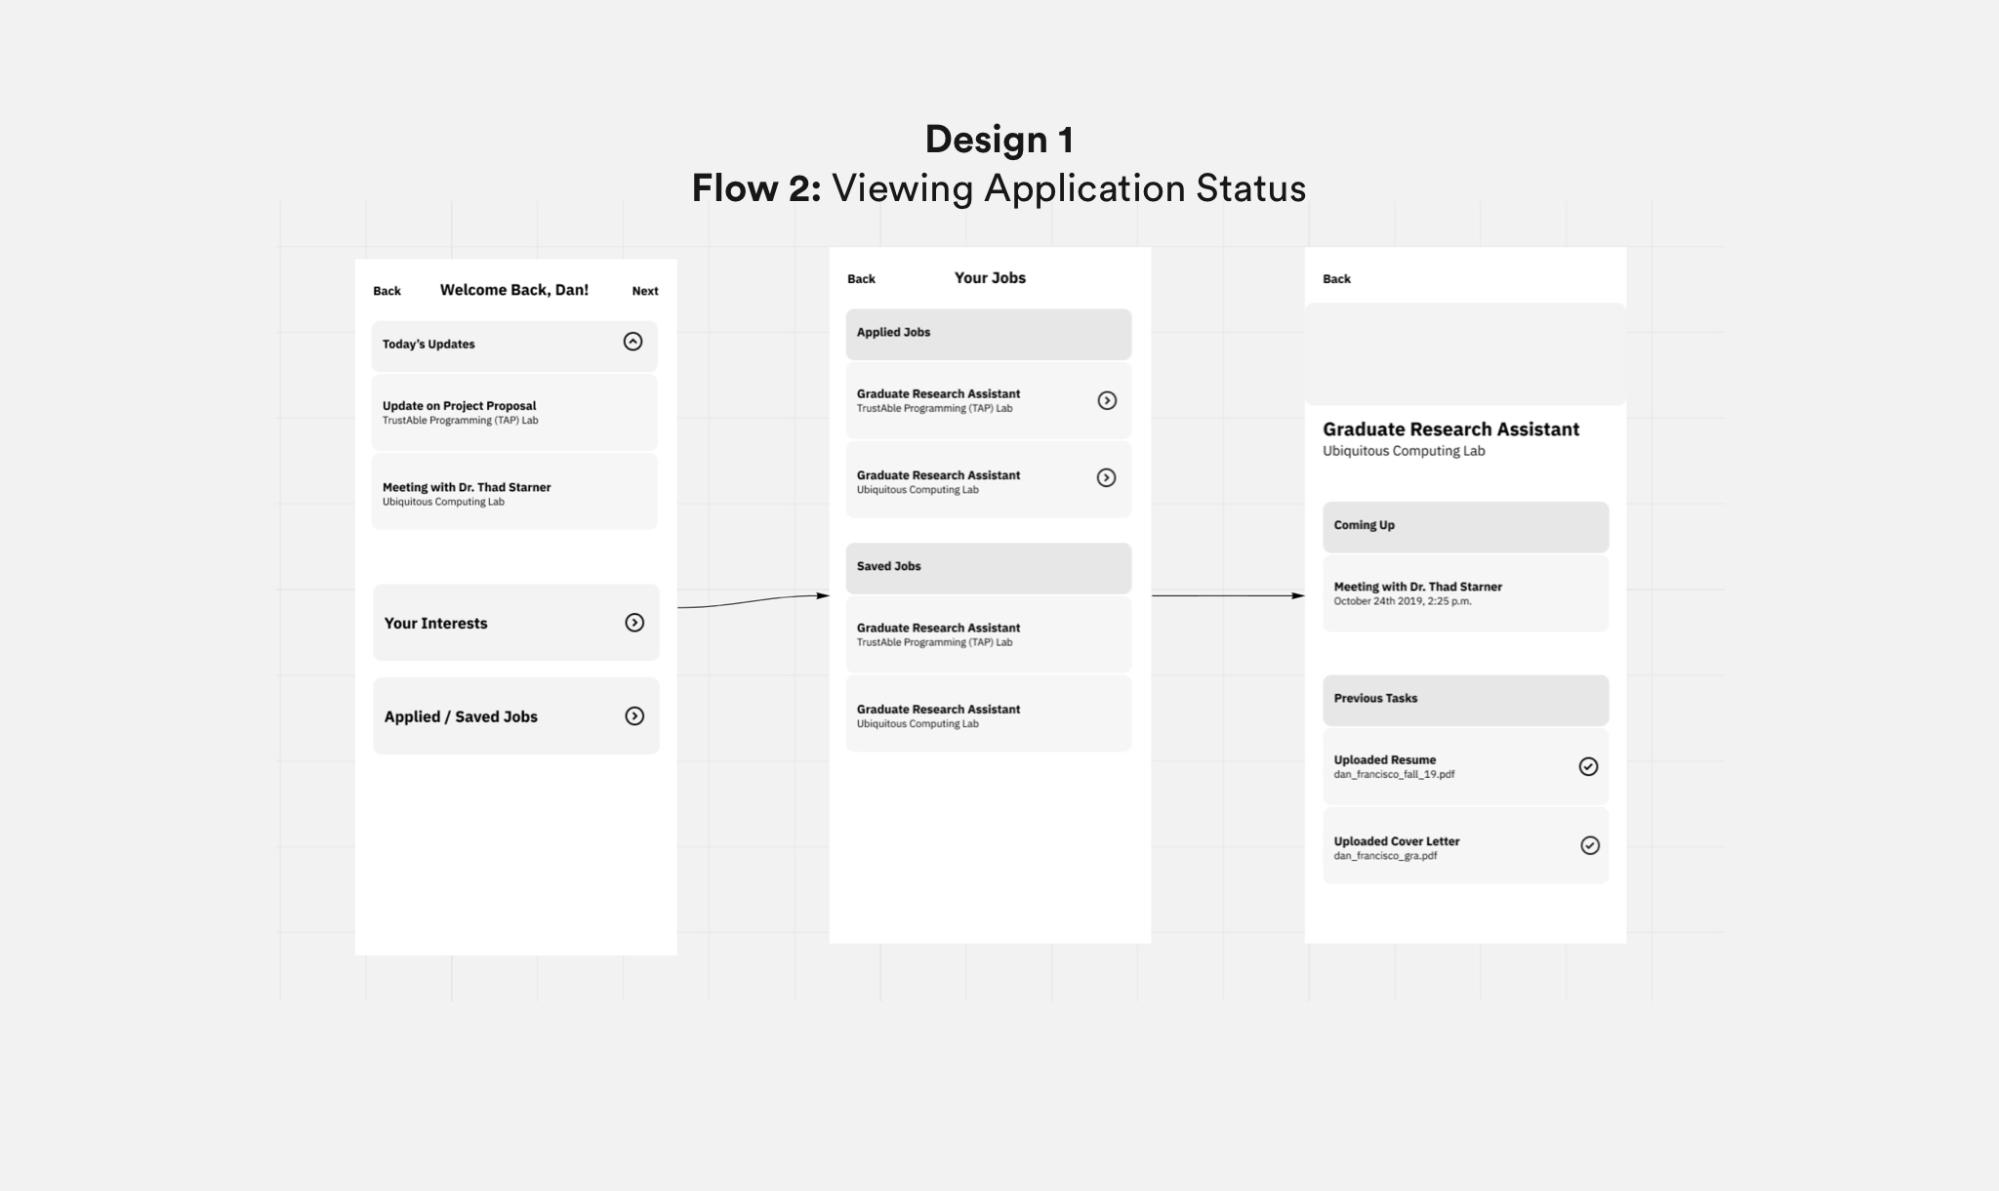 Design 1
Flow 2: Viewing Application Status
Back
Welcome Back, Dan!
Next
Today's Updates
Update on Project Proposal
TrustAble Programming (TAP) Lab
Meeting with Dr. Thad Starner
Ubiquitous Computing Lab
Your Interests
Applied / Saved Jobs
Back
Your Jobs
Applied Jobs
Graduate Research Assistant
TrustAble Programming (TAP) Lab
Graduate Research Assistant
Ubiquitous Computing Lab
Saved Jobs
Graduate Research Assistant
TrustAble Programming (TAP) Lab
Graduate Research Assistant
Ubiquitous Computing Lab
Back
Graduate Research Assistant
Ubiquitous Computing Lab
Coming Up
Meeting with Dr. Thad Starner
October 24th 2019, 2:25 p.m.
Previous Tasks
Uploaded Resume
dan_francisco_fall_19.pdf
Uploaded Cover Letter
dan_francisco_gra.pdf